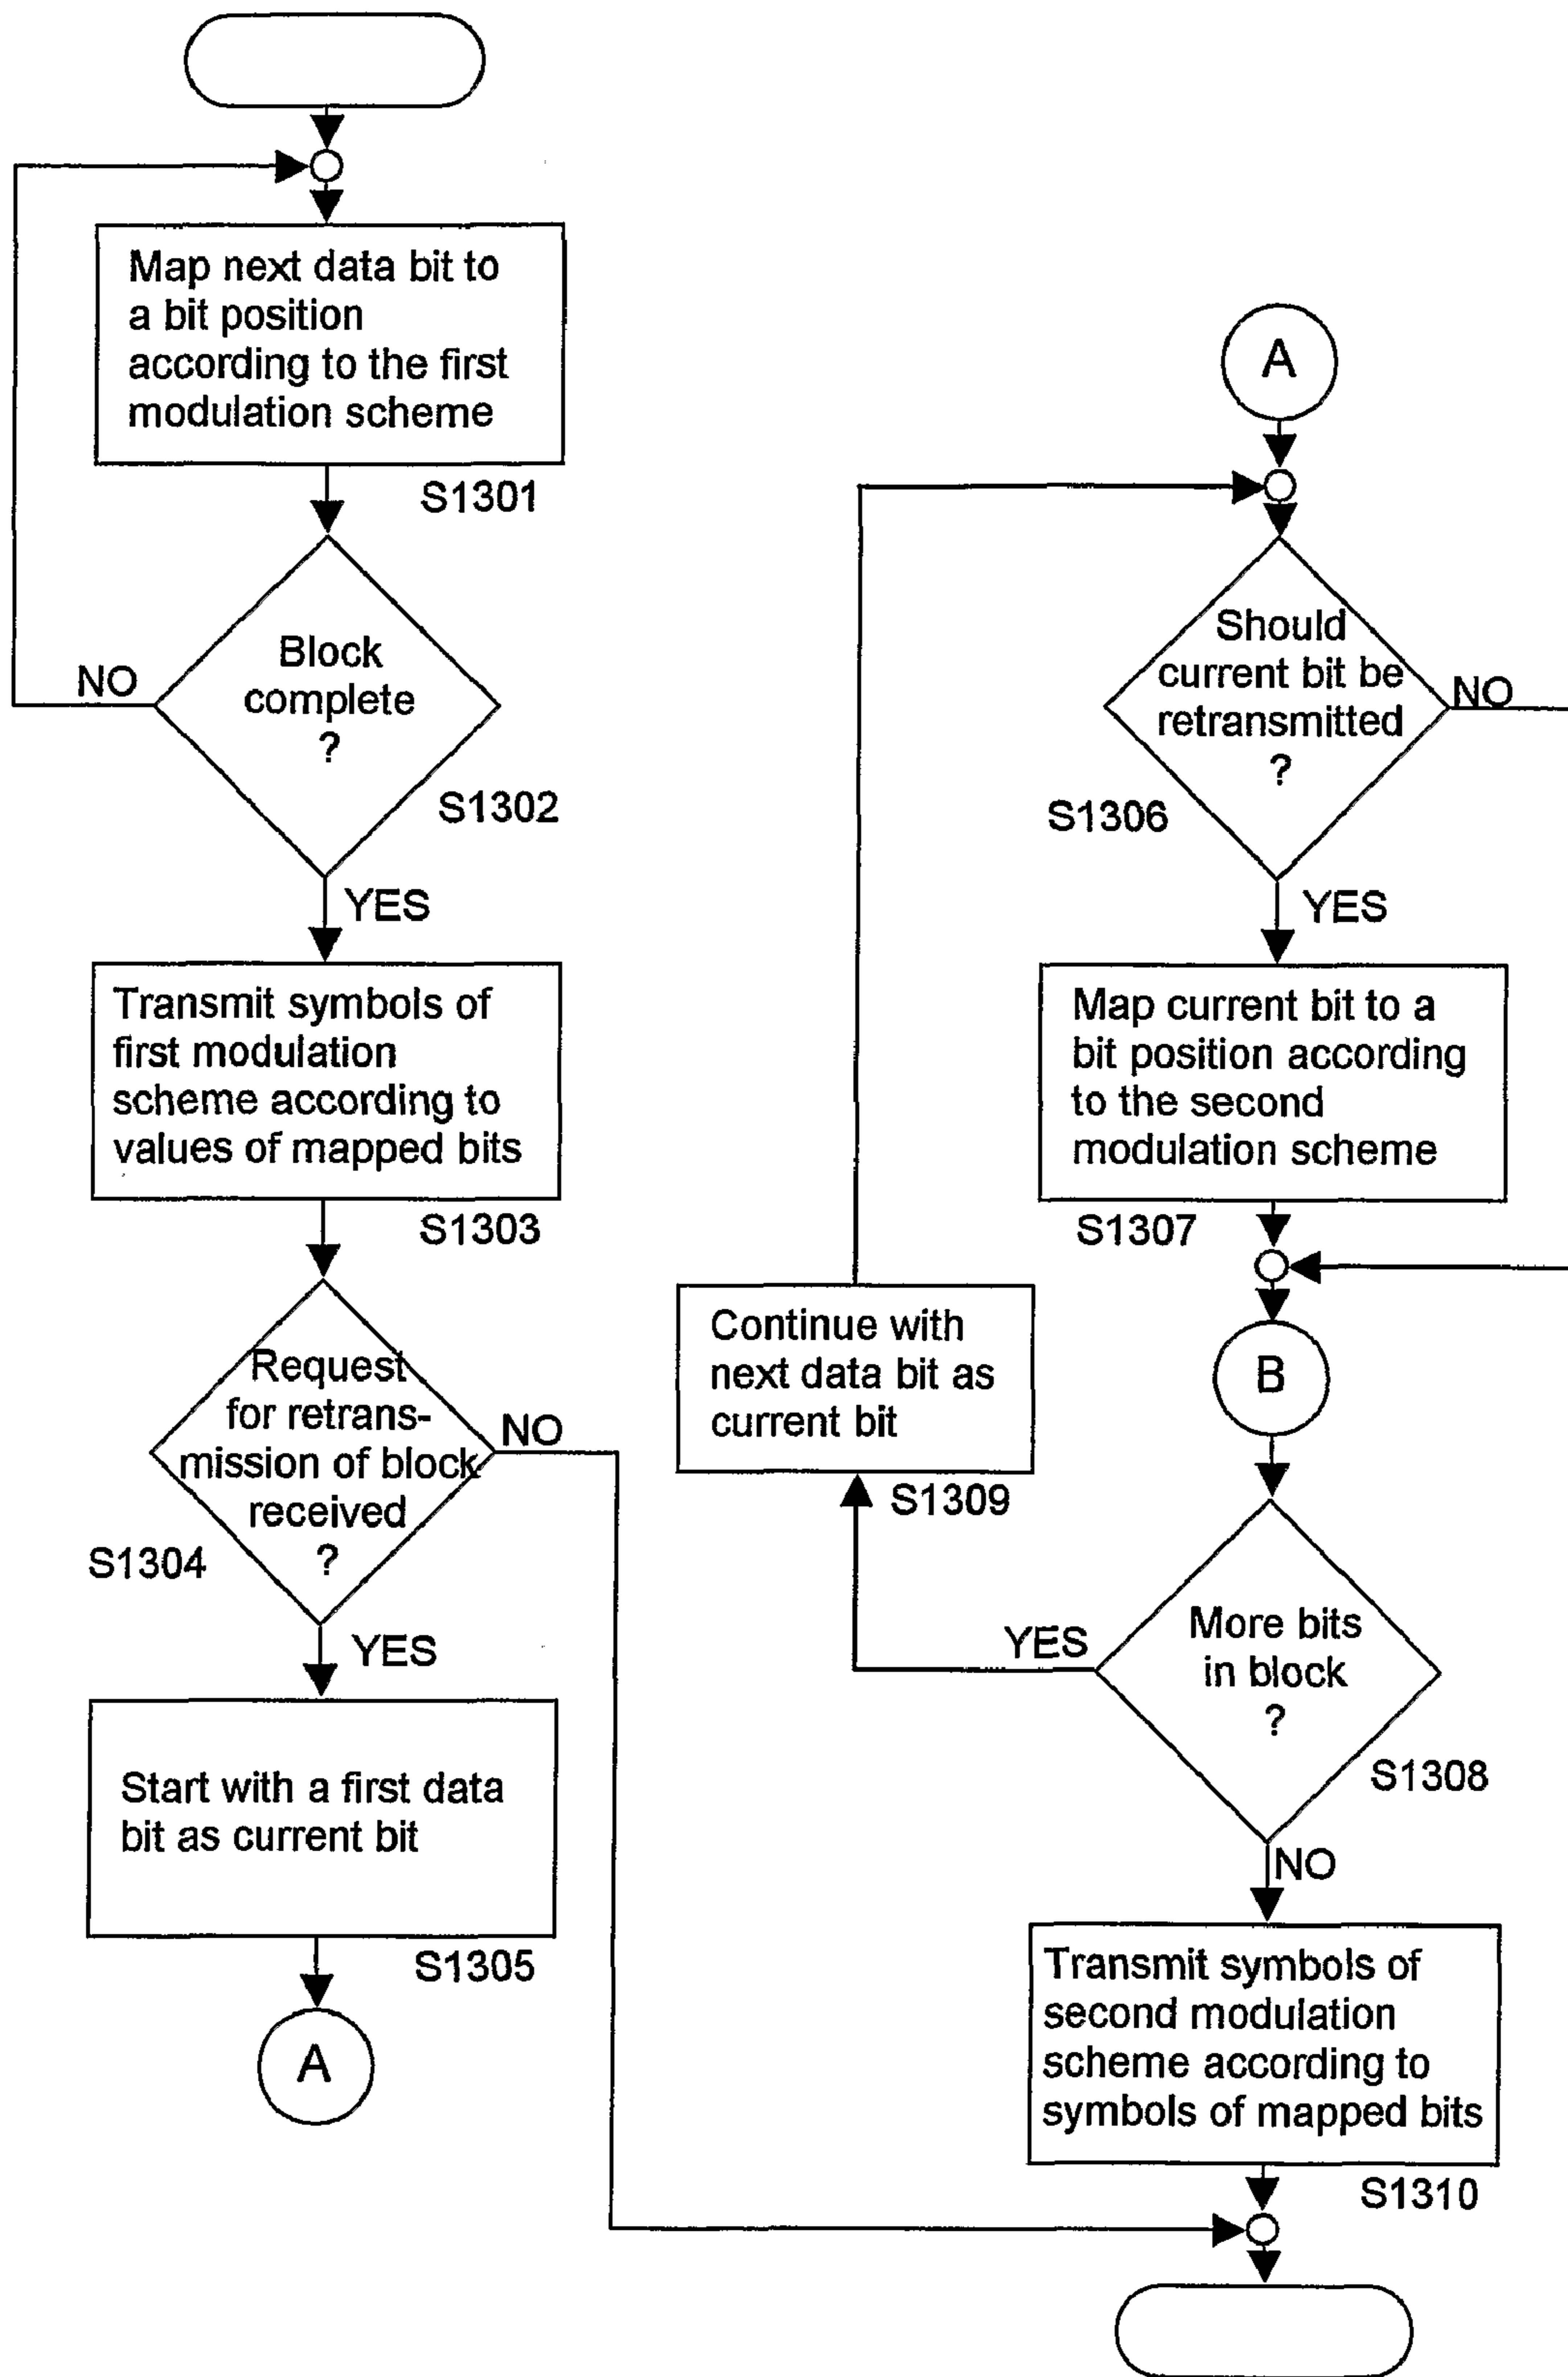 Map next data bit to
a bit position
according to the first
modulation scheme
S1301
Block
complete
?
NO
S1302
YES
Transmit symbols of
first modulation
scheme according to
values of mapped bits
S1303
Request
for retrans-
mission of block
received
?
NO
S1304
YES
Start with a first data
bit as current bit
S1305
A
A
Should
current bit be
retransmitted
?
NO
S1306
YES
Map current bit to a
bit position according
to the second
modulation scheme
S1307
B
Continue with
next data bit as
current bit
S1309
More bits
in block
?
YES
S1308
NO
Transmit symbols of
second modulation
scheme according to
symbols of mapped bits
S1310